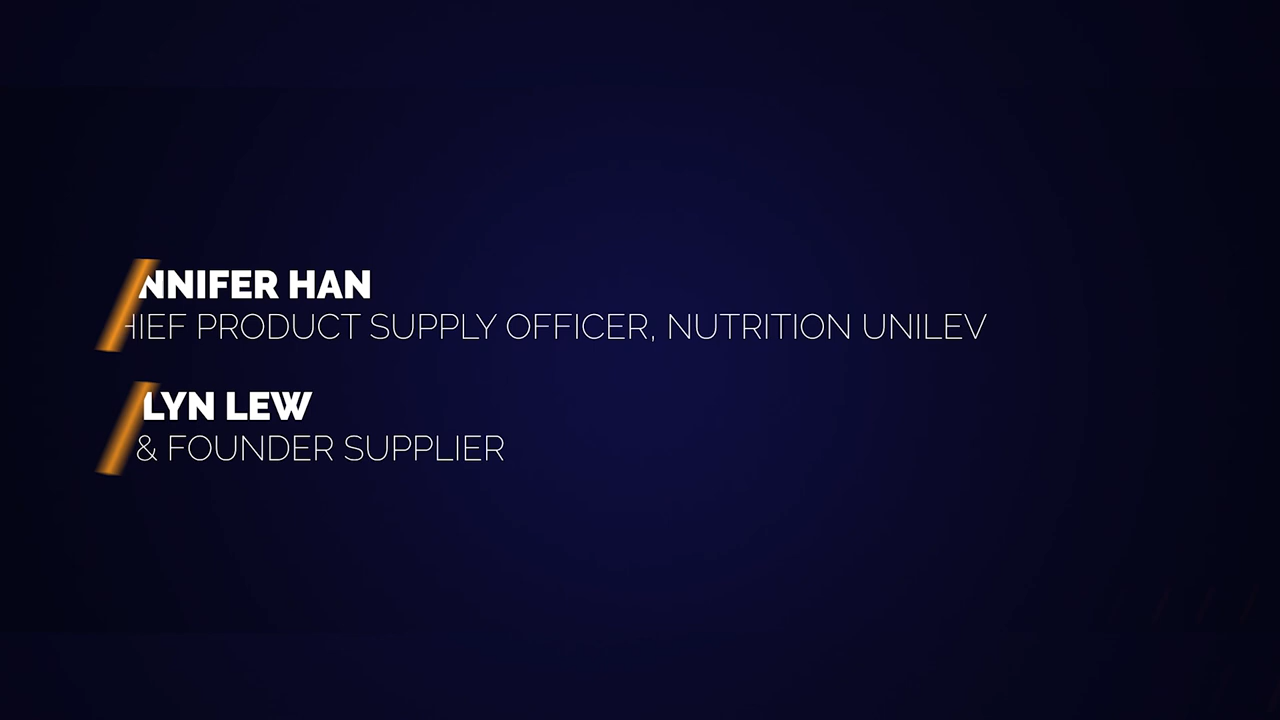 NNIFER HAN
HIEF PRODUCT SUPPLY OFFICER, NUTRITION UNILEV
LYN LEW
& FOUNDER SUPPLIER